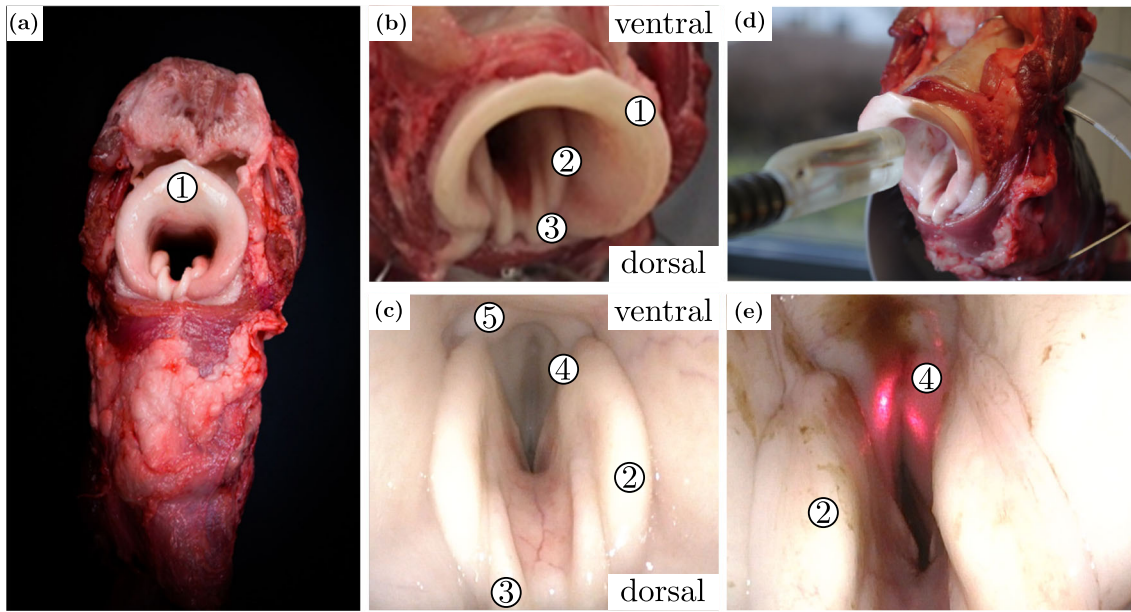 (a)
①
(b)
ventral
①
②
③
dorsal
(d)
(c)
ventral
⑤
④
②
③
dorsal
(e)
④
②